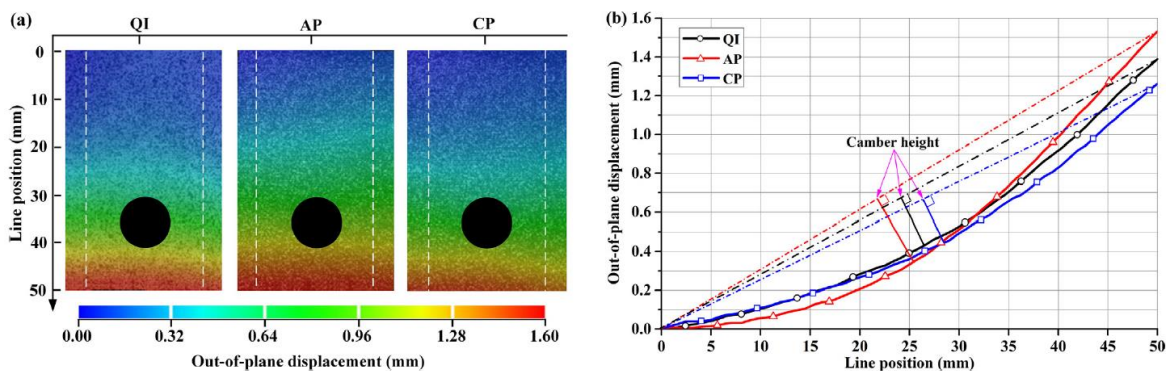 (a)
QI AP CP
Line position (mm)
0
10
20
30
40
50
0.00 0.32 0.64 0.96 1.28 1.60
Out-of-plane displacement (mm)
(b)
Out-of-plane displacement (mm)
1.6
1.4
1.2
1.0
0.8
0.6
0.4
0.2
0.0
QI
AP
CP
Camber height
0 5 10 15 20 25 30 35 40 45 50
Line position (mm)